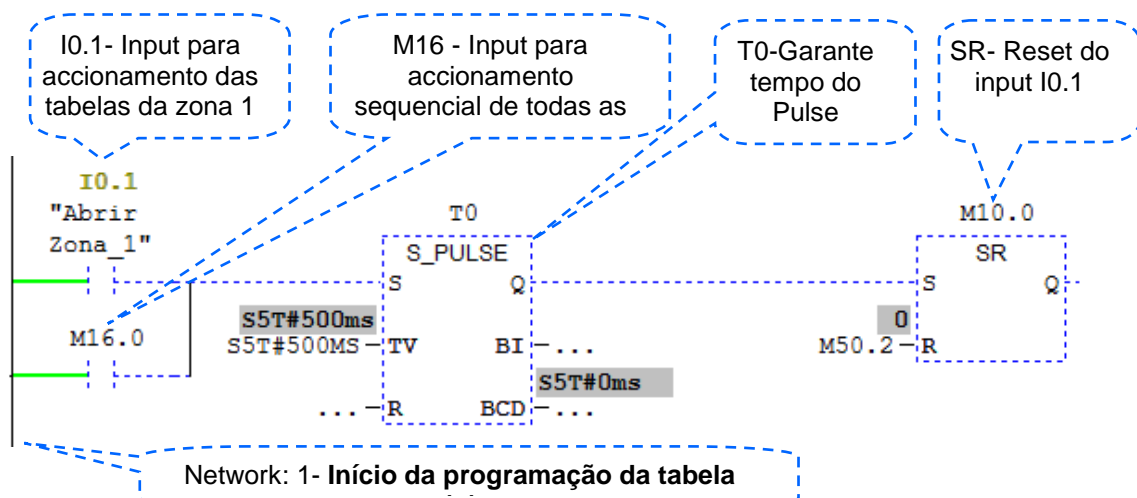 I0.1- Input para
accionamento das
tabelas da zona 1
M16 - Input para
accionamento
sequencial de todas as
T0-Garante
tempo do
Pulse
SR- Reset do
input I0.1
I0.1
"Abrir
Zona_1"
T0
S_PULSE
S Q
M10.0
SR
S Q
M16.0
S5T#500ms
S5T#500MS TV BI ...
0
M50.2 R
S5T#0ms
... R BCD ...
Network: 1- Início da programação da tabela